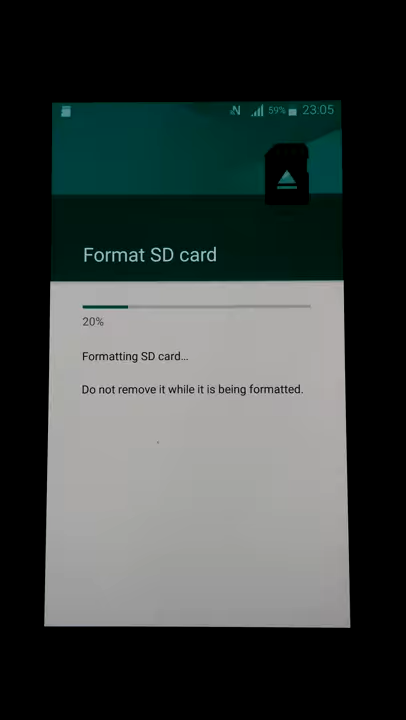 59% 23.05
Format SD card
20%
Formatting SD card...
Do not remove it while it is being formatted.